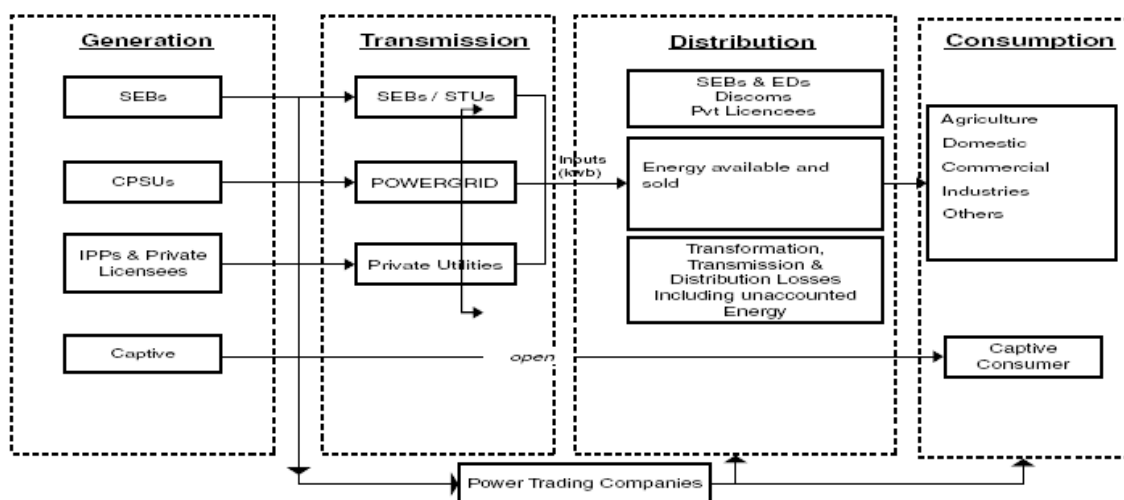 Generation
SEBs
CPSUs
IPPs & Private
Licensees
Captive
Transmission
SEBs / STUs
POWERGRID
Private Utilities
open
Inputs
(kwb)
Distribution
SEBs & EDs
Discoms
Pvt Licencees
Energy available and
sold
Transformation,
Transmission &
Distribution Losses
Including unaccounted
Energy
Consumption
Agriculture
Domestic
Commercial
Industries
Others
Captive
Consumer
Power Trading Companies